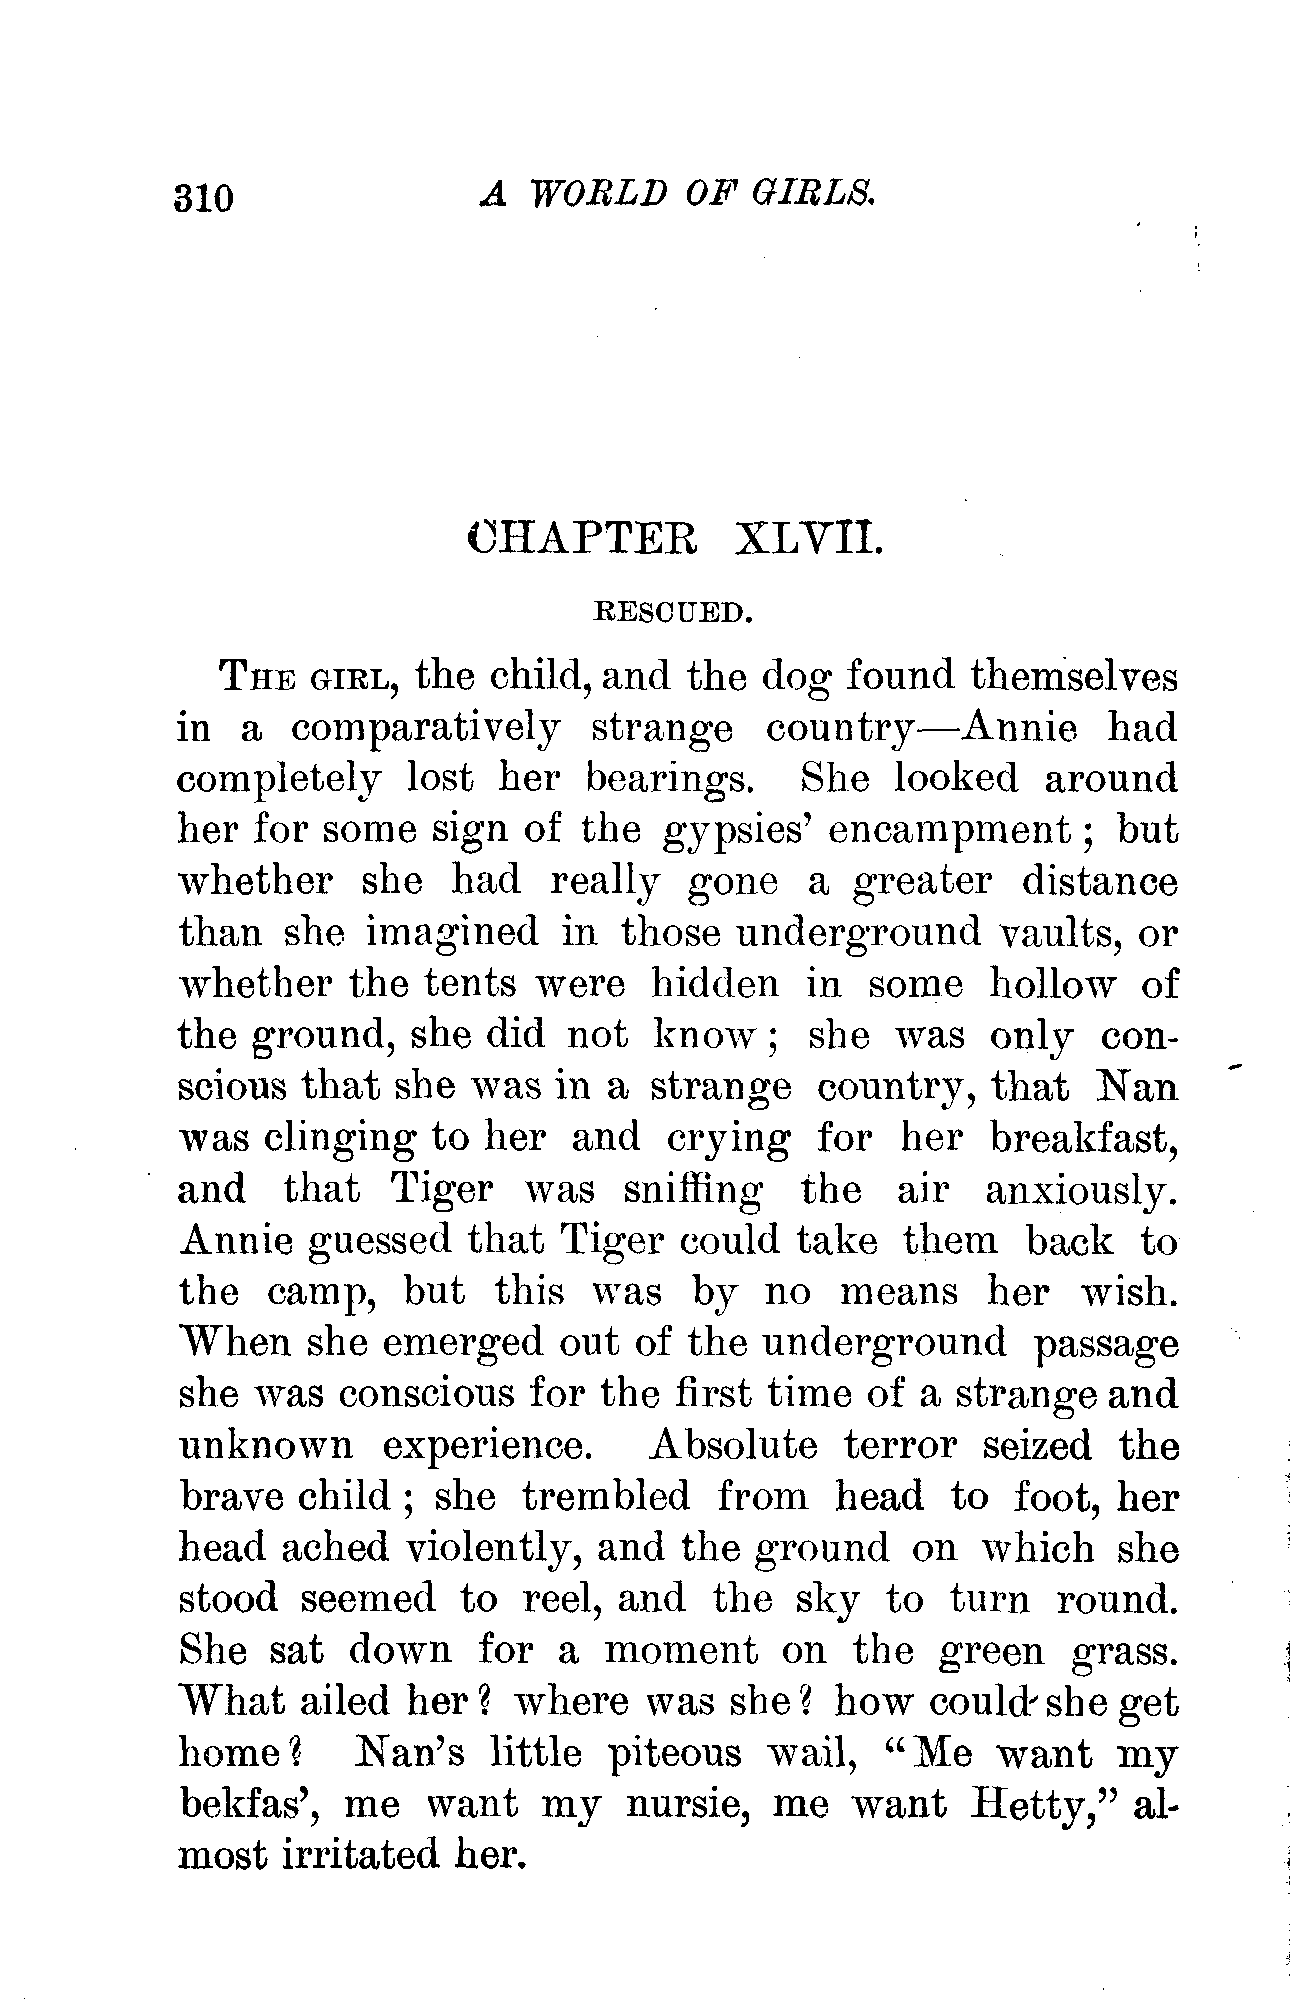 310 A WORLD OF GIRLS.
CHAPTER XLVII.
RESCUED.
THE GIRL, the child, and the dog found themselves
in a comparatively strange country—Annie had
completely lost her bearings. She looked around
her for some sign of the gypsies' encampment; but
whether she had really gone a greater distance
than she imagined in those underground vaults, or
whether the tents were hidden in some hollow of
the ground, she did not know; she was only con-
scious that she was in a strange country, that Nan
was clinging to her and crying for her breakfast,
and that Tiger was sniffing the air anxiously.
Annie guessed that Tiger could take them back to
the camp, but this was by no means her wish.
When she emerged out of the underground passage
she was conscious for the first time of a strange and
unknown experience. Absolute terror seized the
brave child; she trembled from head to foot, her
head ached violently, and the ground on which she
stood seemed to reel, and the sky to turn round.
She sat down for a moment on the green grass.
What ailed her? where was she? how could she get
home? Nan's little piteous wail, "Me want my
bekfas', me want my nursie, me want Hetty," al-
most irritated her.